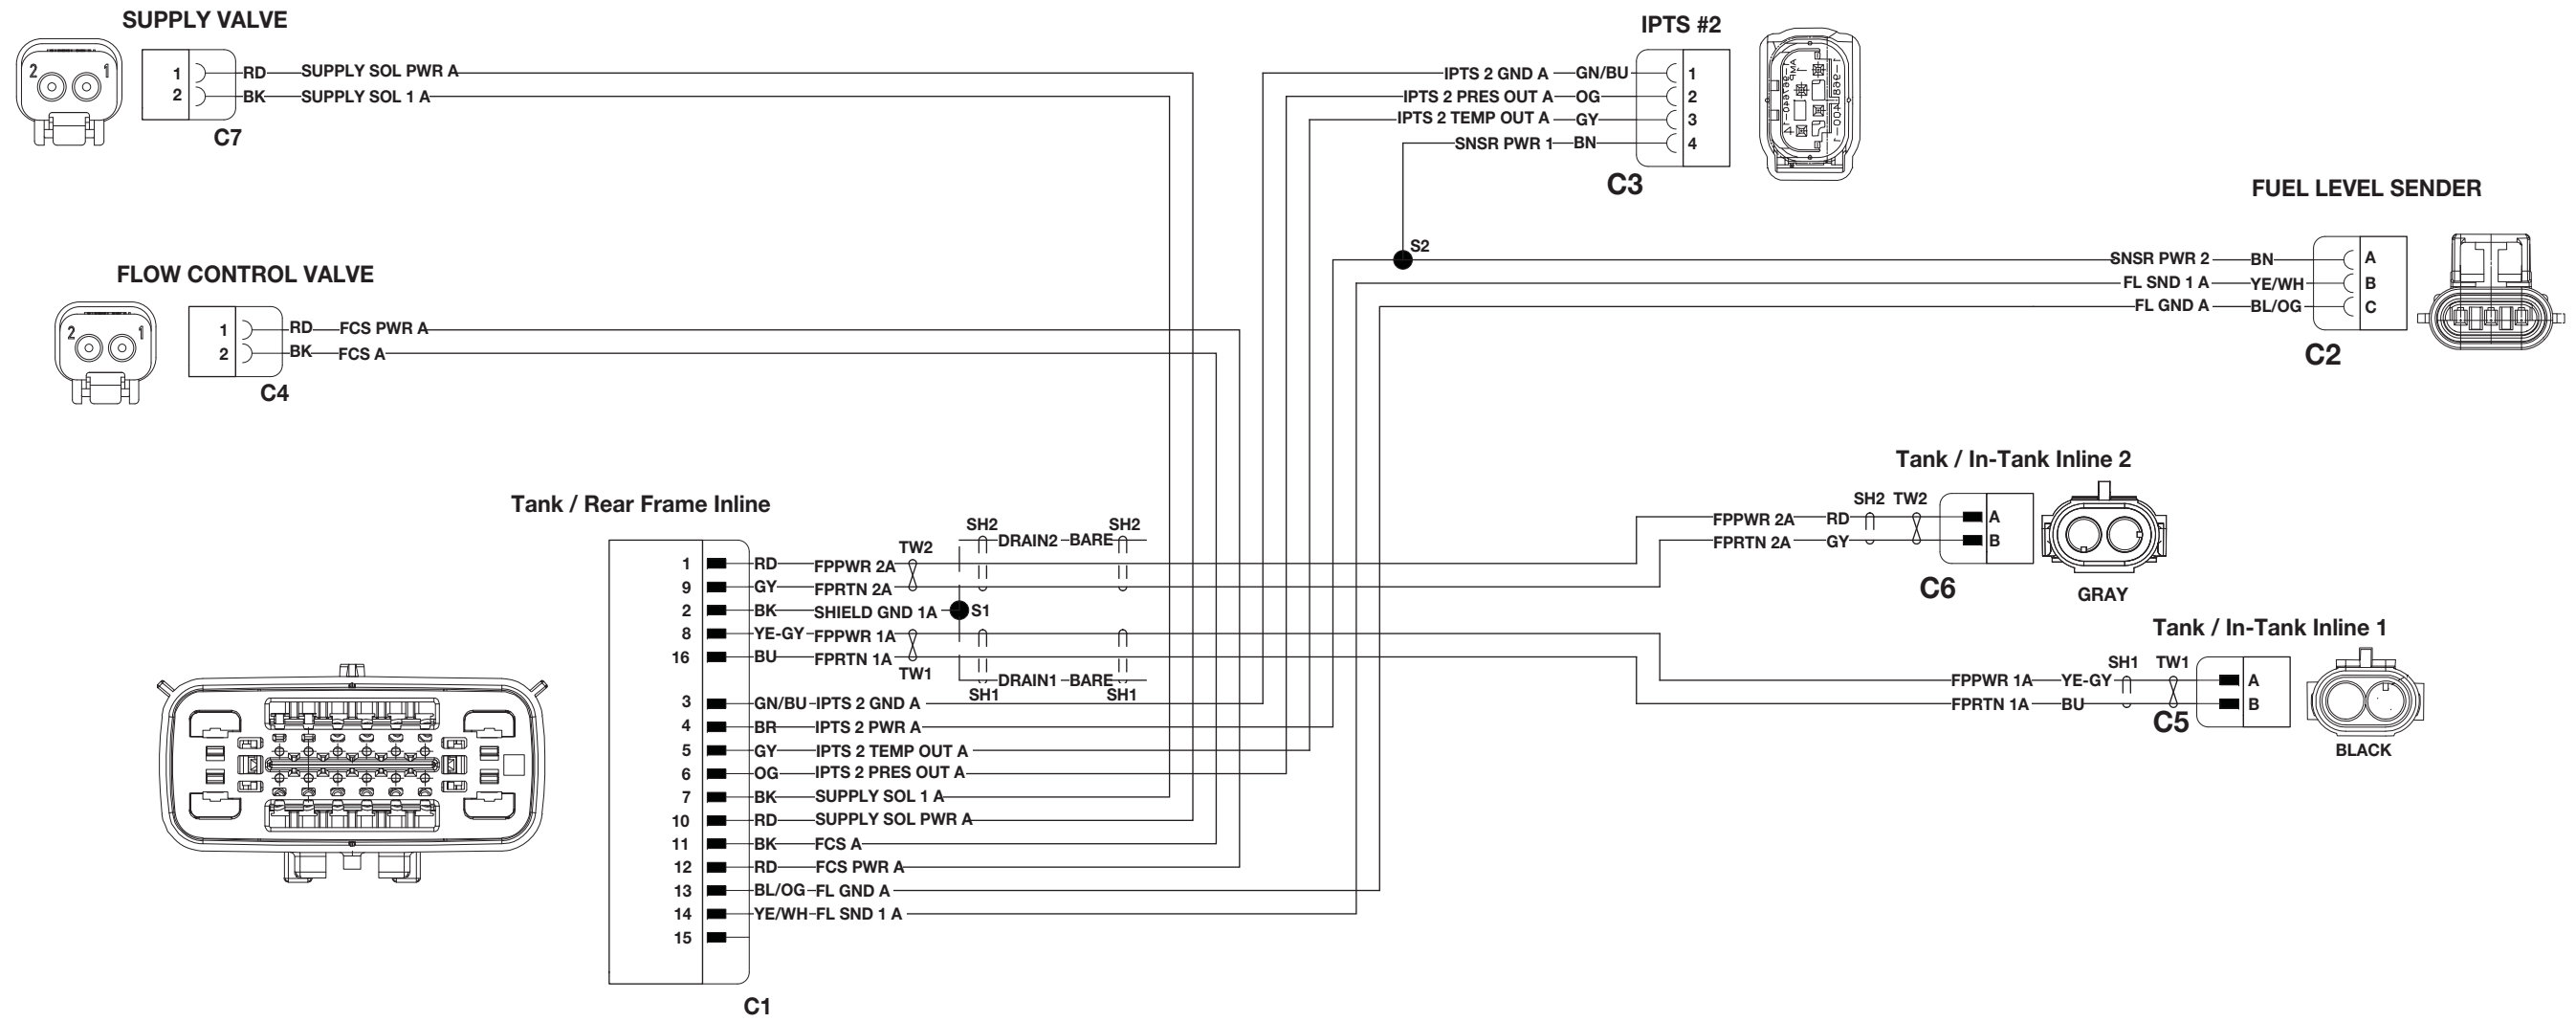 SUPPLY VALVE
2 1
1 RD SUPPLY SOL PWR A
2 BK SUPPLY SOL 1 A
C7
FLOW CONTROL VALVE
2 1
1 RD FCS PWR A
2 BK FCS A
C4
IPTS #2
IPTS 2 GND A GN/BU 1
IPTS 2 PRES OUT A OG 2
IPTS 2 TEMP OUT A GY 3
SNSR PWR 1 BN 4
C3
FUEL LEVEL SENDER
S2
SNSR PWR 2 BN A
FL SND 1 A YE/WH B
FL GND A BL/OG C
C2
Tank / In-Tank Inline 2
SH2 TW2
FPPWR 2A RD A
FPRTN 2A GY B
C6
GRAY
Tank / In-Tank Inline 1
SH1 TW1
FPPWR 1A YE-GY A
FPRTN 1A BU B
C5
BLACK
Tank / Rear Frame Inline
SH2 SH2
TW2 DRAIN2 BARE
1 RD FPPWR 2A
9 GY FPRTN 2A
2 BK SHIELD GND 1A S1
8 YE-GY FPPWR 1A
16 BU FPRTN 1A
TW1 DRAIN1 BARE
SH1 SH1
3 GN/BU IPTS 2 GND A
4 BR IPTS 2 PWR A
5 GY IPTS 2 TEMP OUT A
6 OG IPTS 2 PRES OUT A
7 BK SUPPLY SOL 1 A
10 RD SUPPLY SOL PWR A
11 BK FCS A
12 RD FCS PWR A
13 BL/OG FL GND A
14 YE/WH FL SND 1 A
15
C1